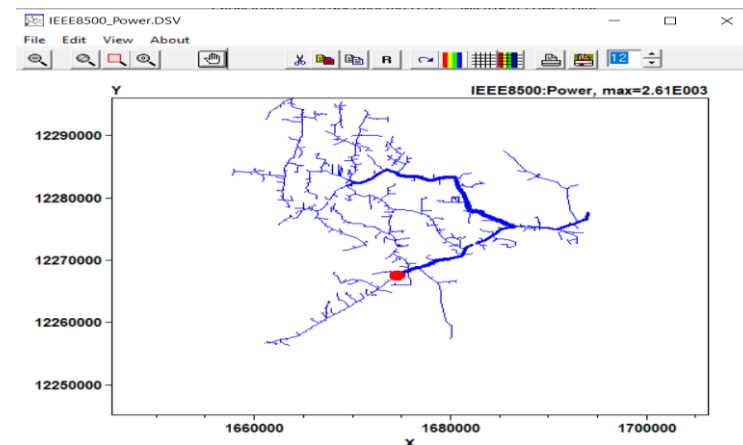 IEEE8500_Power.DSV
File Edit View About
R
12
Y
IEEE8500:Power, max=2.61E003
12290000
12280000
12270000
12260000
12250000
1660000 1680000 1700000
X